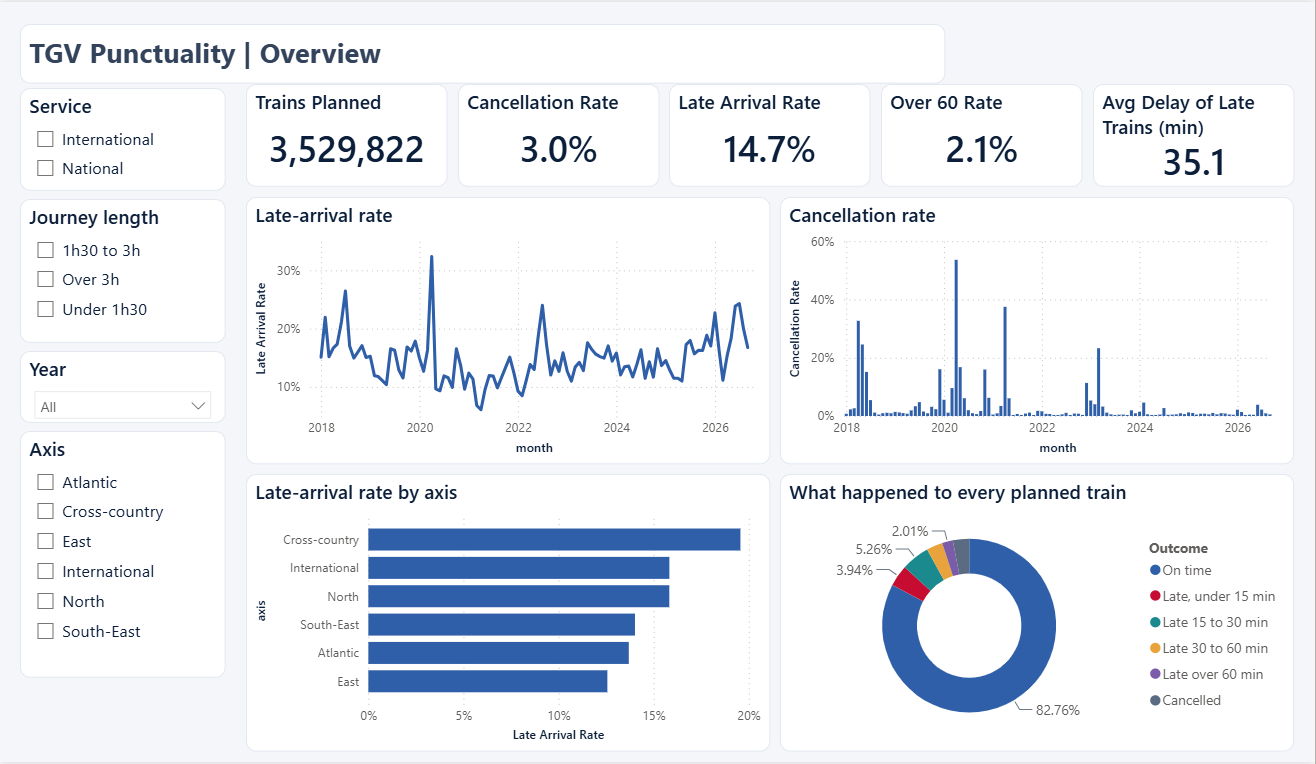 TGV Punctuality | Overview
Service
International
National
Journey length
1h30 to 3h
Over 3h
Under 1h30
Year
All
Axis
Atlantic
Cross-country
East
International
North
South-East
Trains Planned
3,529,822
Cancellation Rate
3.0%
Late Arrival Rate
14.7%
Over 60 Rate
2.1%
Avg Delay of Late
Trains (min)
35.1
Late-arrival rate
Late Arrival Rate
30%
20%
10%
2018 2020 2022 2024 2026
month
Cancellation rate
Cancellation Rate
60%
40%
20%
0%
2018 2020 2022 2024 2026
month
Late-arrival rate by axis
axis
Cross-country
International
North
South-East
Atlantic
East
0% 5% 10% 15% 20%
Late Arrival Rate
What happened to every planned train
2.01%
5.26%
3.94%
82.76%
Outcome
On time
Late, under 15 min
Late 15 to 30 min
Late 30 to 60 min
Late over 60 min
Cancelled